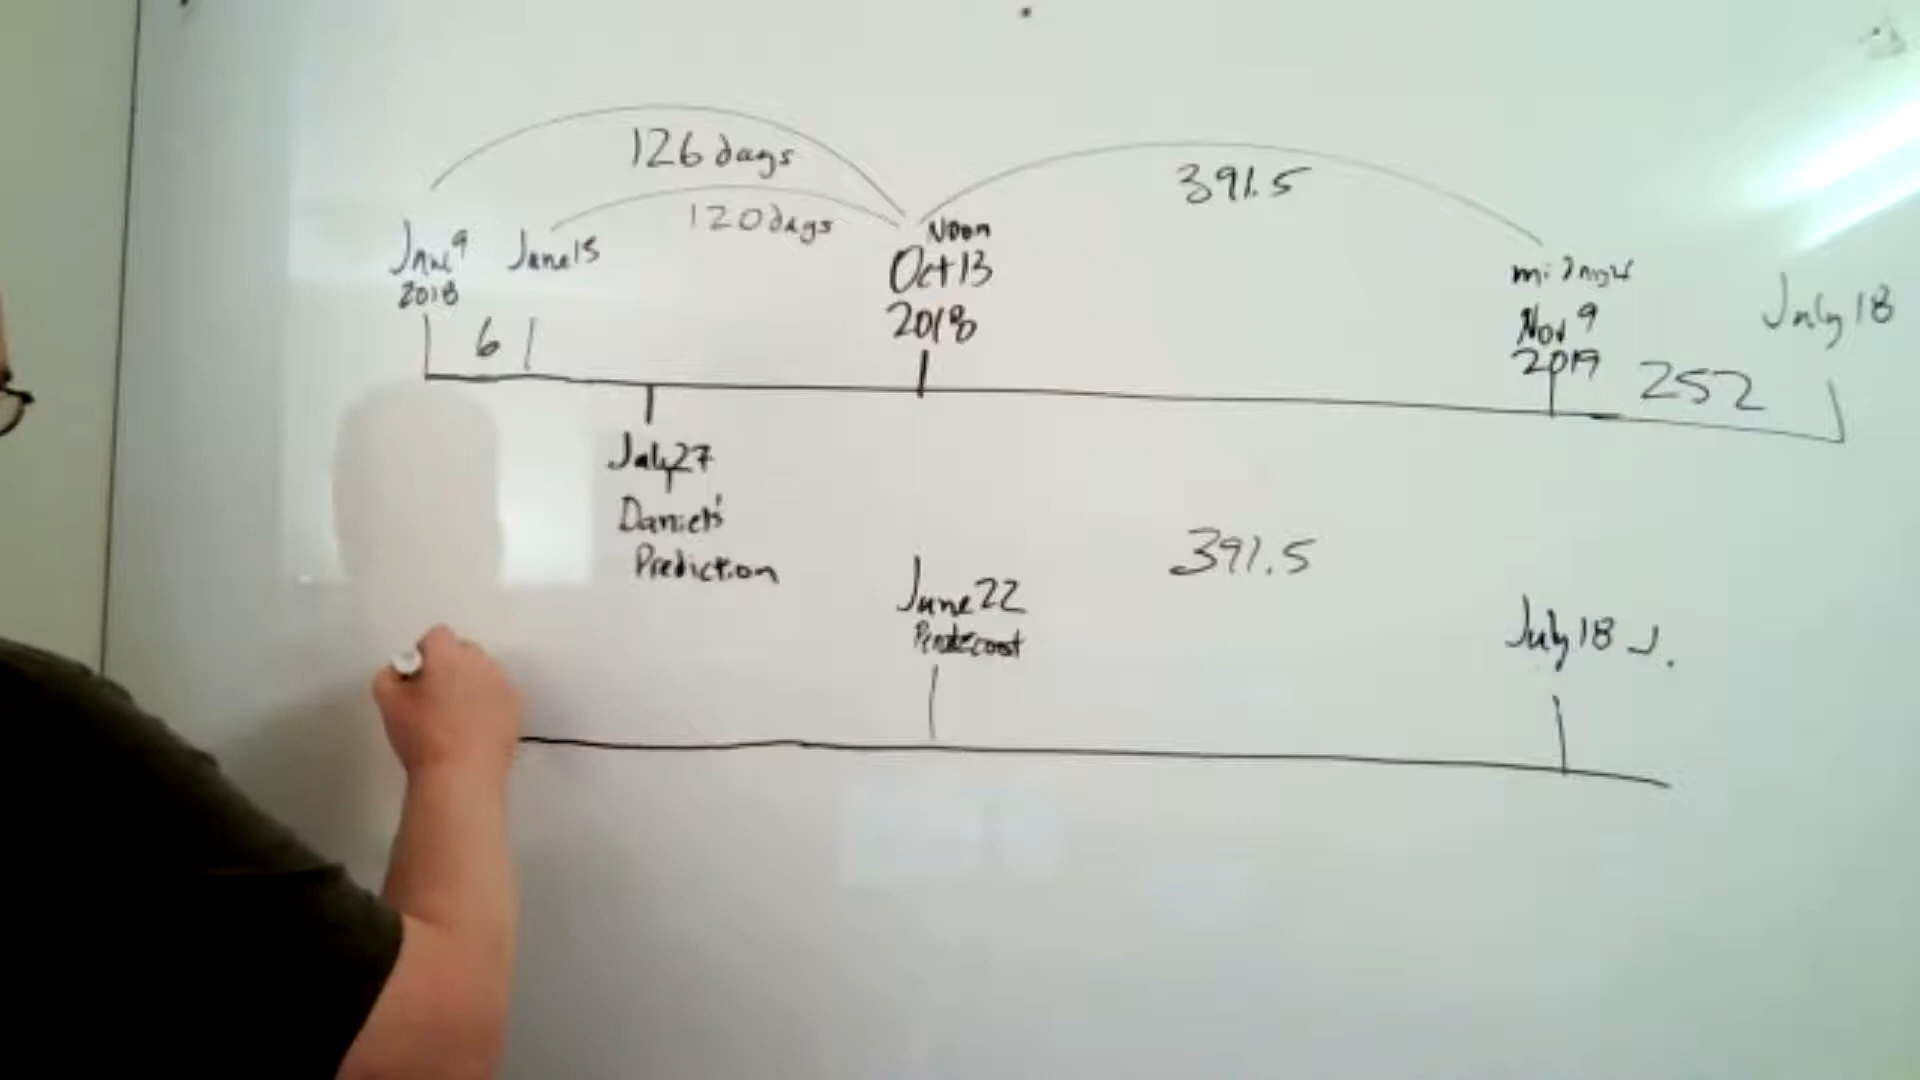 126 days
120 days
391.5
June 9
2018
June 15
Noon
Oct 13
2018
Nov 9
2019
July 18
6
252
July 27
Daniel's
Prediction
June 22
Pentecost
391.5
July 18 J.